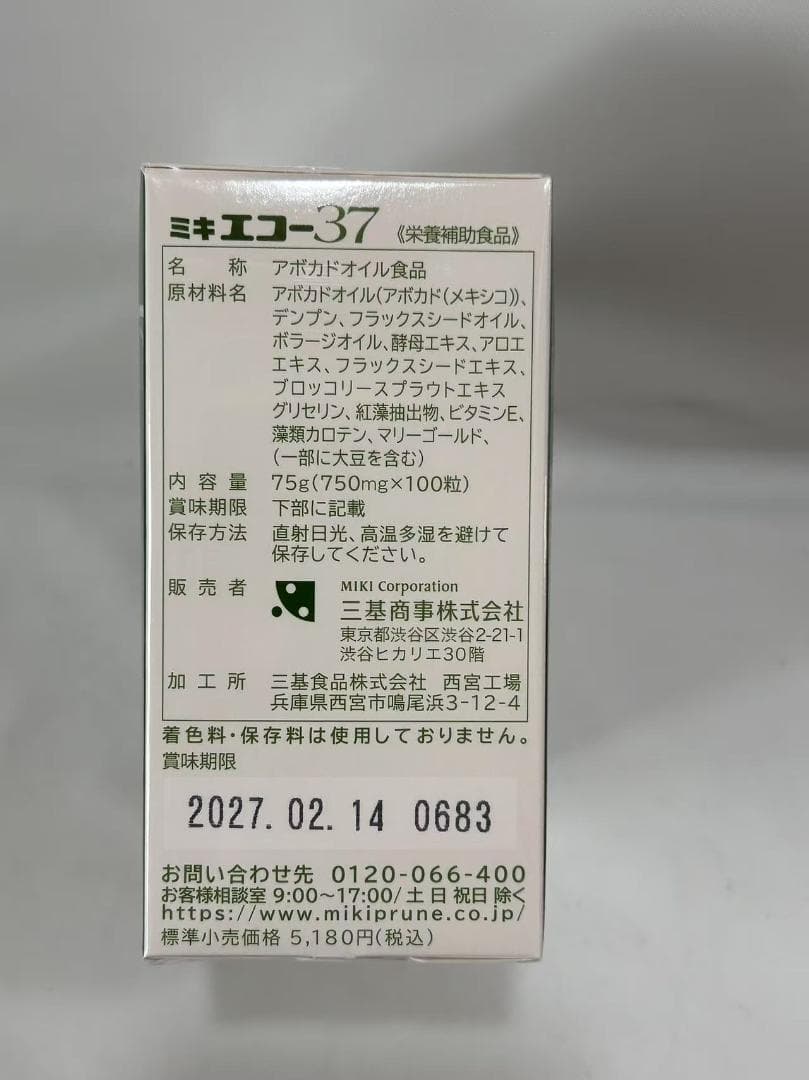 ミキエコー37 《栄養補助食品》
名称 アボカドオイル食品
原材料名 アボカドオイル(アボカド(メキシコ))、
デンプン、フラックスシードオイル、
ボラージオイル、酵母エキス、アロエ
エキス、フラックスシードエキス、
ブロッコリースプラウトエキス
グリセリン、紅藻抽出物、ビタミンE、
藻類カロテン、マリーゴールド、
(一部に大豆を含む)
内容量 75g(750mg×100粒)
賞味期限 下部に記載
保存方法 直射日光、高温多湿を避けて
保存してください。
販売者 MIKI Corporation
三基商事株式会社
東京都渋谷区渋谷2-21-1
渋谷ヒカリエ30階
加工所 三基食品株式会社 西宮工場
兵庫県西宮市鳴尾浜3-12-4
着色料・保存料は使用しておりません。
賞味期限
2027.02.14 0683
お問い合わせ先 0120-066-400
お客様相談室 9:00～17:00/土日祝日除く
https://www.mikiprune.co.jp/
標準小売価格 5,180円(税込)